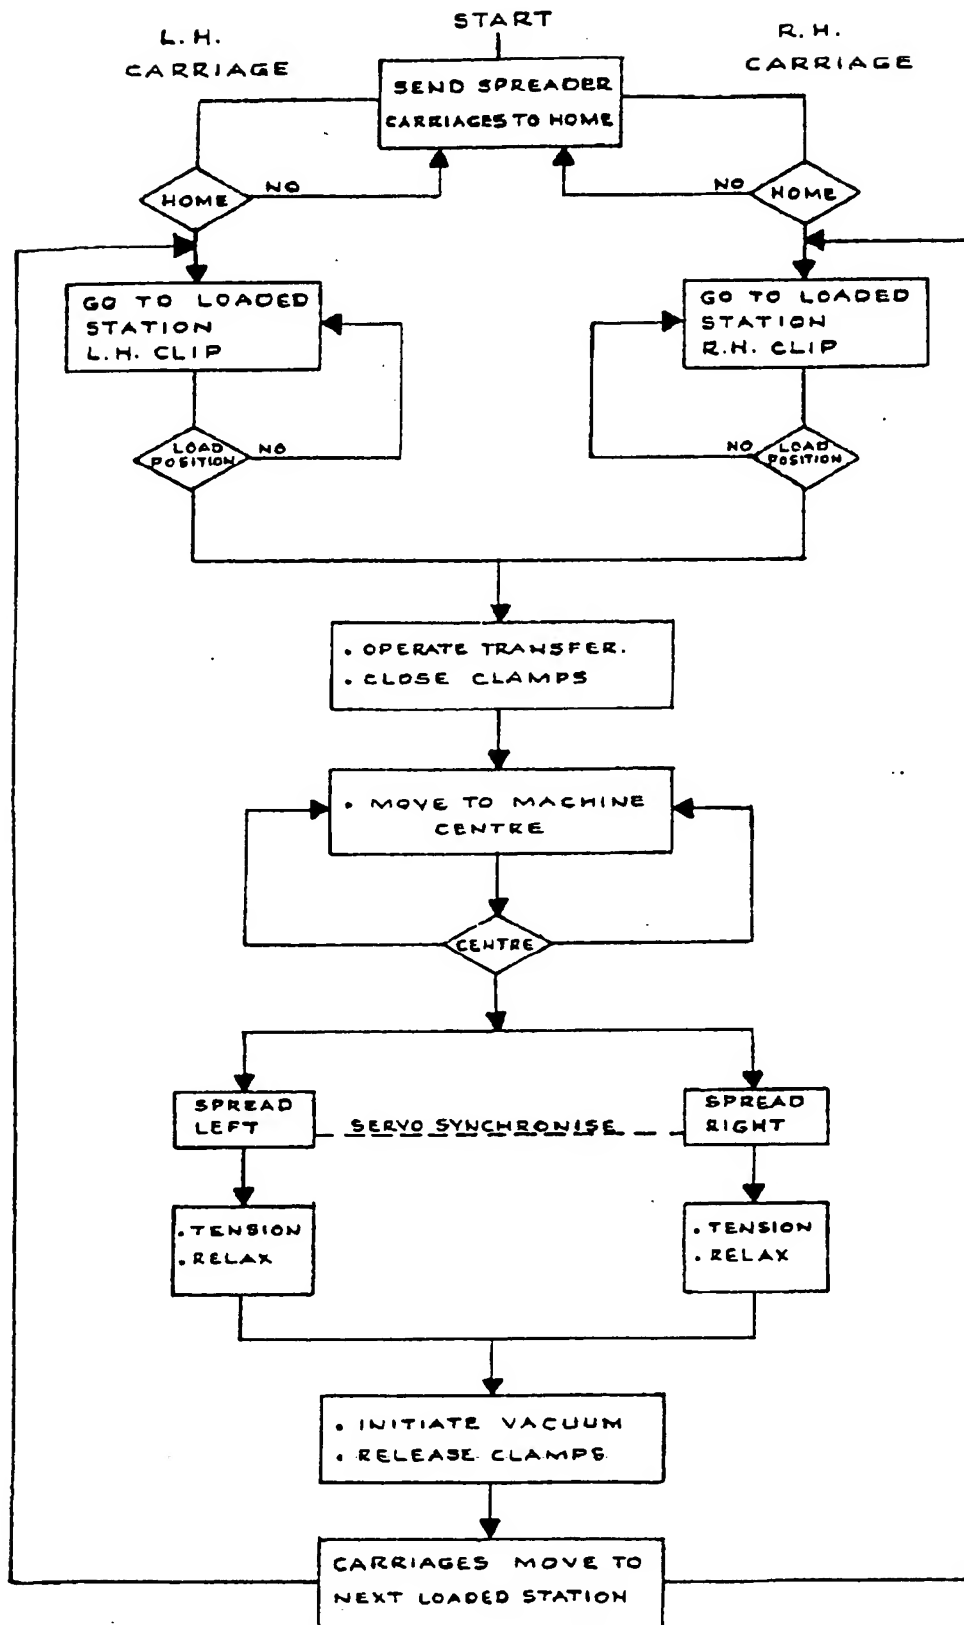 START
L.H.
CARRIAGE
R.H.
CARRIAGE
SEND SPREADER
CARRIAGES TO HOME
HOME
NO
NO
HOME
GO TO LOADED
STATION
L.H. CLIP
GO TO LOADED
STATION
R.H. CLIP
LOAD
POSITION
NO
NO
LOAD
POSITION
• OPERATE TRANSFER.
• CLOSE CLAMPS
• MOVE TO MACHINE
CENTRE
CENTRE
SPREAD
LEFT
SERVO SYNCHRONISE
SPREAD
RIGHT
• TENSION
• RELAX
• TENSION
• RELAX
• INITIATE VACUUM
• RELEASE CLAMPS
CARRIAGES MOVE TO
NEXT LOADED STATION